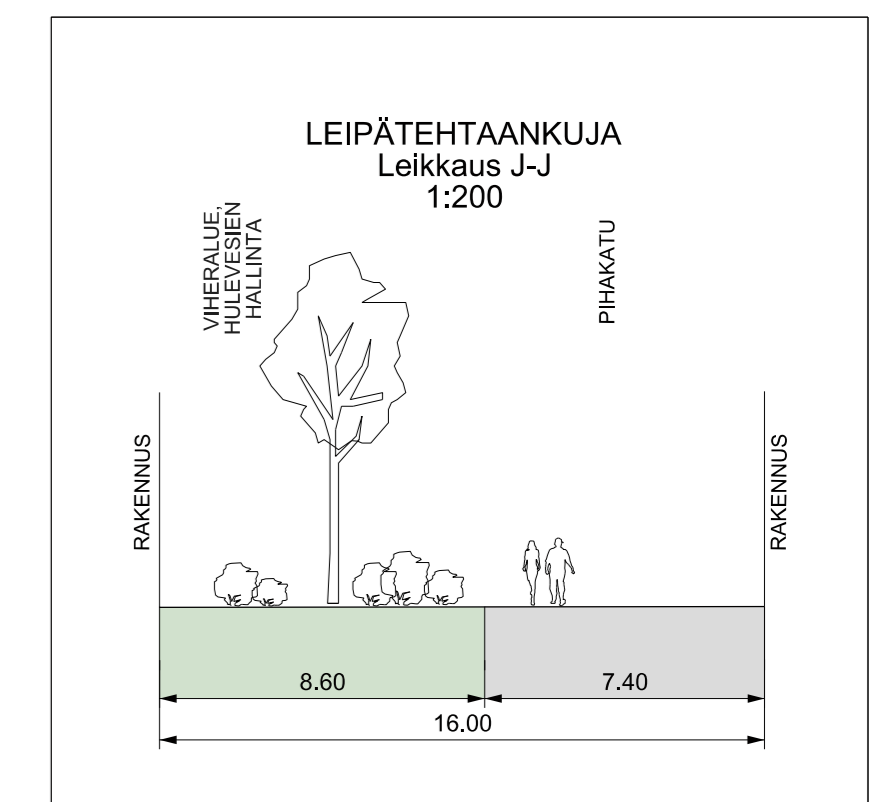 LEIPÄTEHTAANKUJA
Leikkaus J-J
1:200
VIHERALUE,
HULEVESIEN
HALLINTA
PIHAKATU
RAKENNUS
RAKENNUS
8.60
7.40
16.00